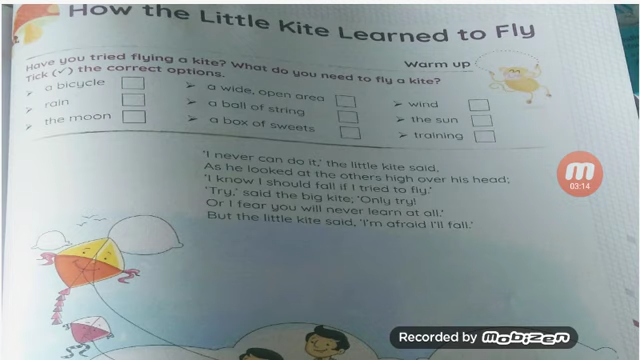 How the Little Kite Learned to Fly
Warm up
Have you tried flying a kite? What do you need to fly a kite?
Tick (✓) the correct options.
➤ a bicycle
➤ a wide, open area
➤ wind
➤ rain
➤ a ball of string
➤ the sun
➤ the moon
➤ a box of sweets
➤ training
'I never can do it,' the little kite said,
As he looked at the others high over his head;
'I know I should fall if I tried to fly.'
'Try,' said the big kite; 'Only try!
Or I fear you will never learn at all.'
But the little kite said, 'I'm afraid I'll fall.'
03:14
Recorded by MOBIZEN